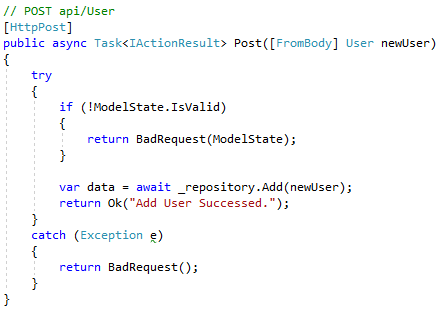 // POST api/User
[HttpPost]
public async Task<IActionResult> Post([FromBody] User newUser)
{
    try
    {
        if (!ModelState.IsValid)
        {
            return BadRequest(ModelState);
        }

        var data = await _repository.Add(newUser);
        return Ok("Add User Successed.");
    }
    catch (Exception e)
    {
        return BadRequest();
    }
}